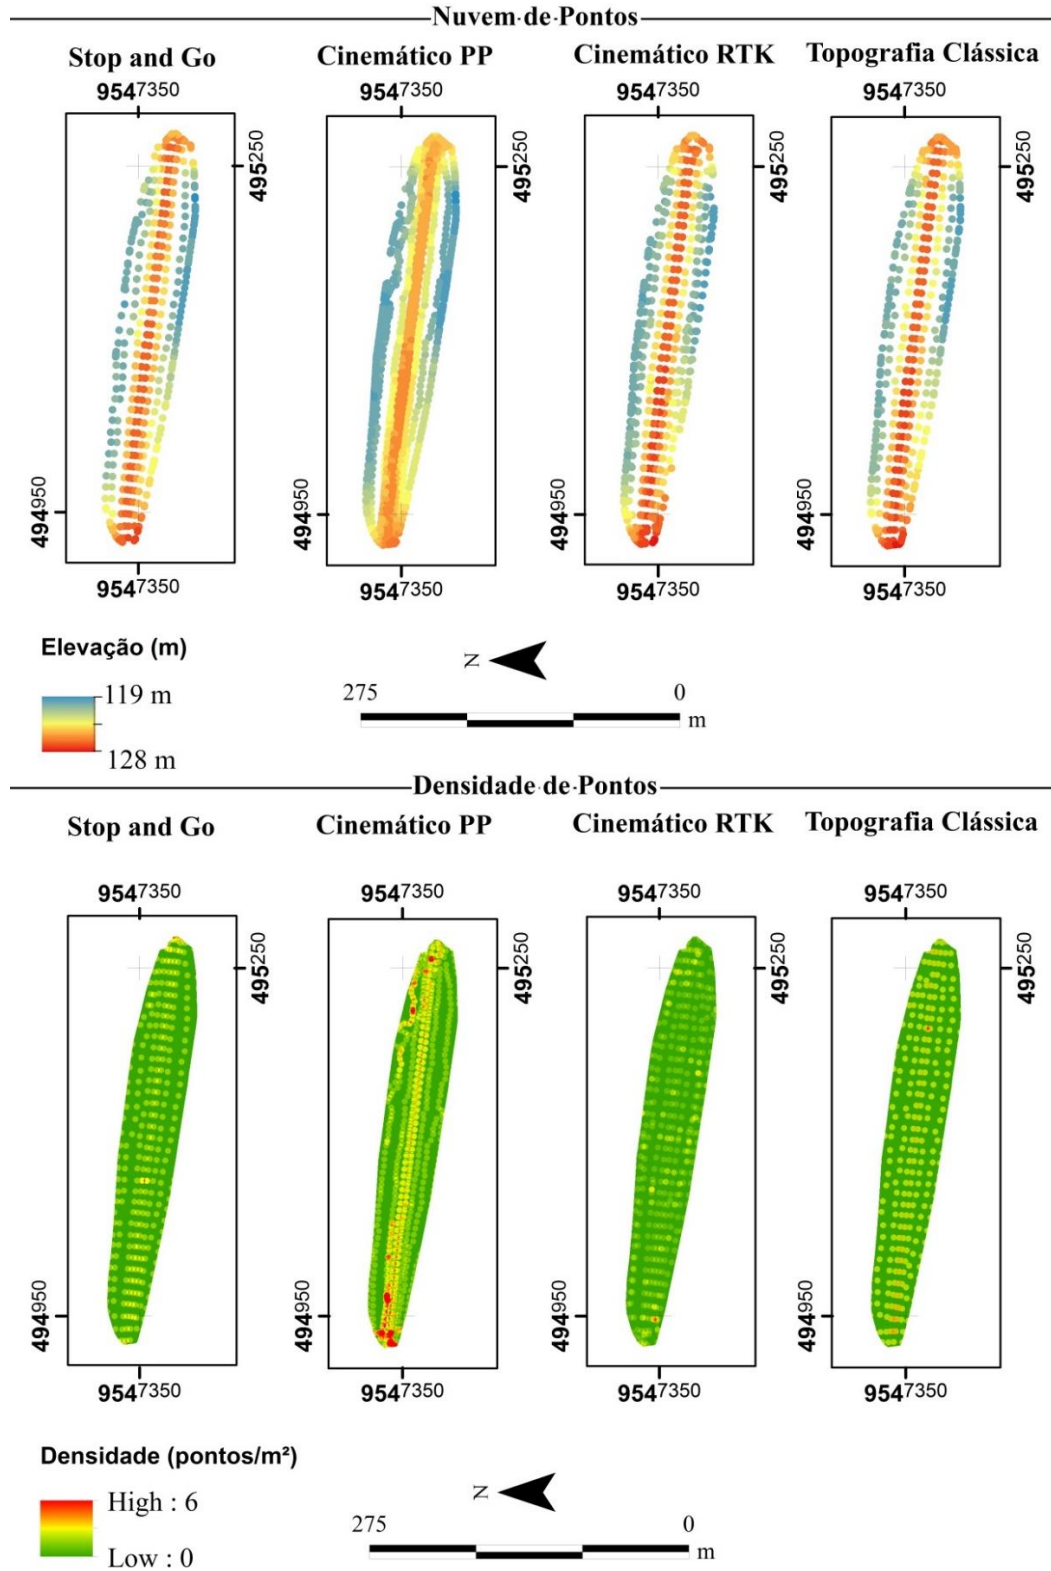 Nuvem·de·Pontos
Stop and Go Cinemático PP Cinemático RTK Topografia Clássica
9547350 9547350 9547350 9547350
495250 495250 495250 495250
494950 494950 494950 494950
9547350 9547350 9547350 9547350
Elevação (m)
119 m
128 m
N
275 0
m
Densidade·de·Pontos
Stop and Go Cinemático PP Cinemático RTK Topografia Clássica
9547350 9547350 9547350 9547350
495250 495250 495250 495250
494950 494950 494950 494950
9547350 9547350 9547350 9547350
Densidade (pontos/m²)
High : 6
Low : 0
N
275 0
m